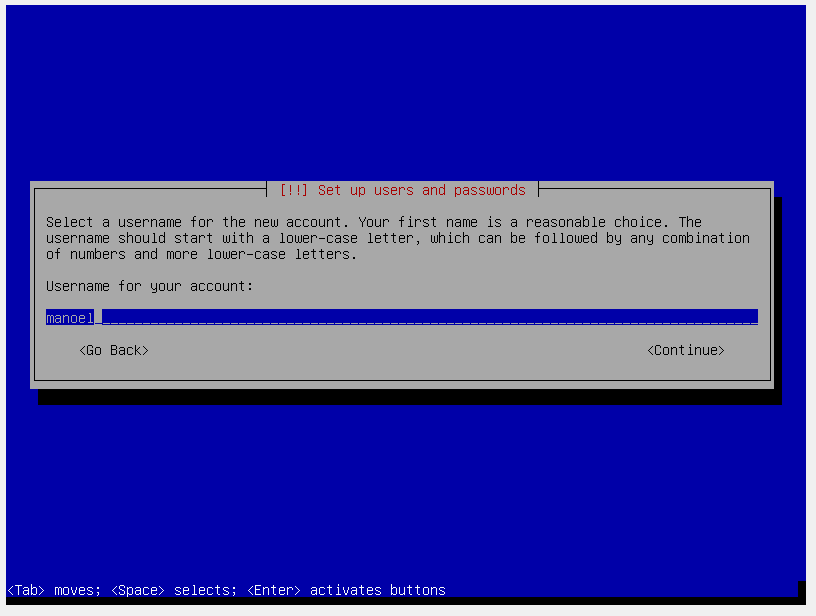 [!!] Set up users and passwords
Select a username for the new account. Your first name is a reasonable choice. The
username should start with a lower-case letter, which can be followed by any combination
of numbers and more lower-case letters.
Username for your account:
manoel
<Go Back> <Continue>
<Tab> moves; <Space> selects; <Enter> activates buttons